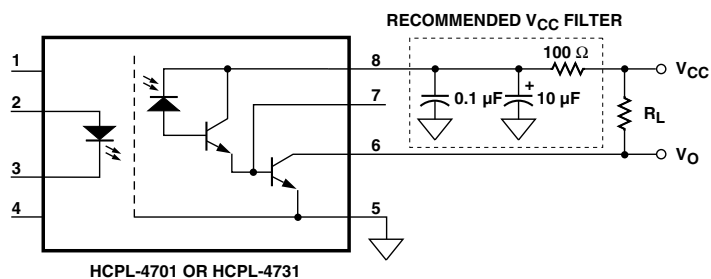 RECOMMENDED VCC FILTER
100 Ω
1
8
VCC
2
7
0.1 µF
+
10 µF
RL
3
6
VO
4
5
HCPL-4701 OR HCPL-4731